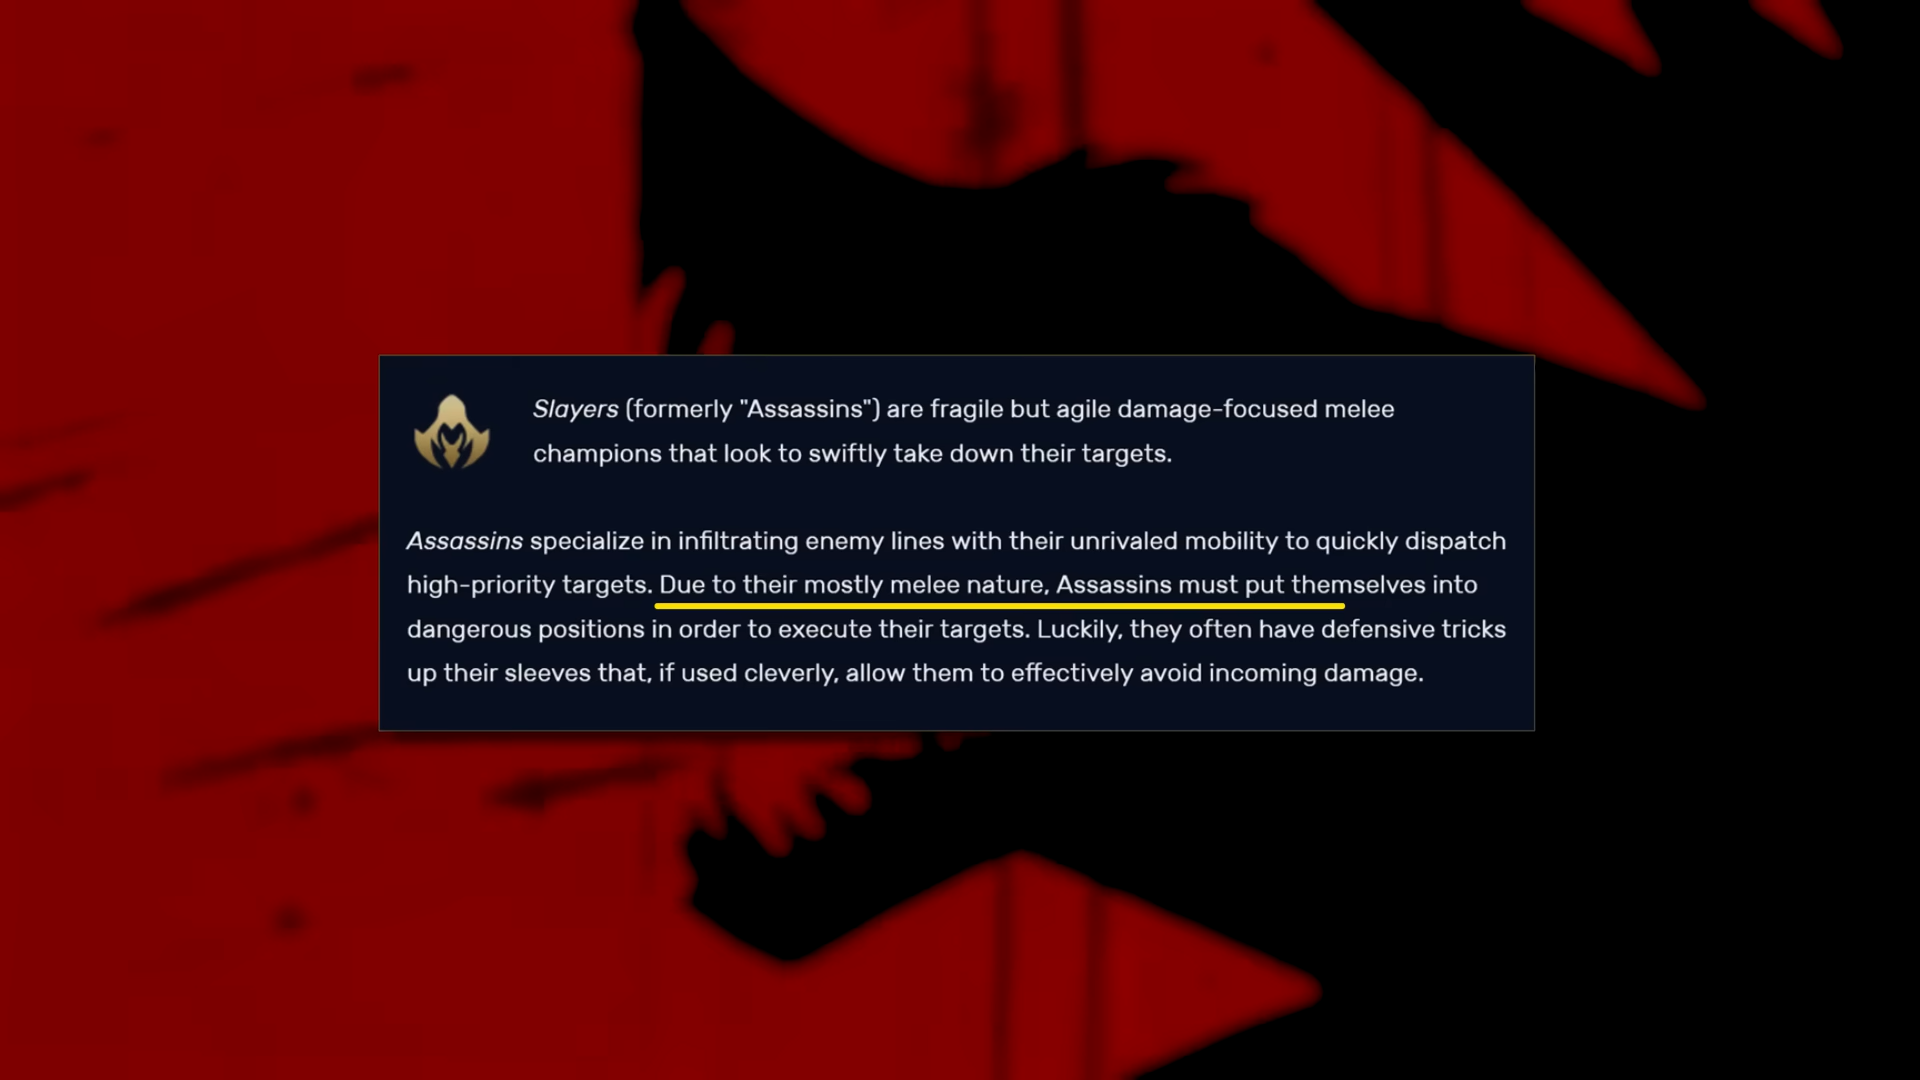 Slayers (formerly "Assassins") are fragile but agile damage-focused melee
champions that look to swiftly take down their targets.
Assassins specialize in infiltrating enemy lines with their unrivaled mobility to quickly dispatch
high-priority targets. Due to their mostly melee nature, Assassins must put themselves into
dangerous positions in order to execute their targets. Luckily, they often have defensive tricks
up their sleeves that, if used cleverly, allow them to effectively avoid incoming damage.